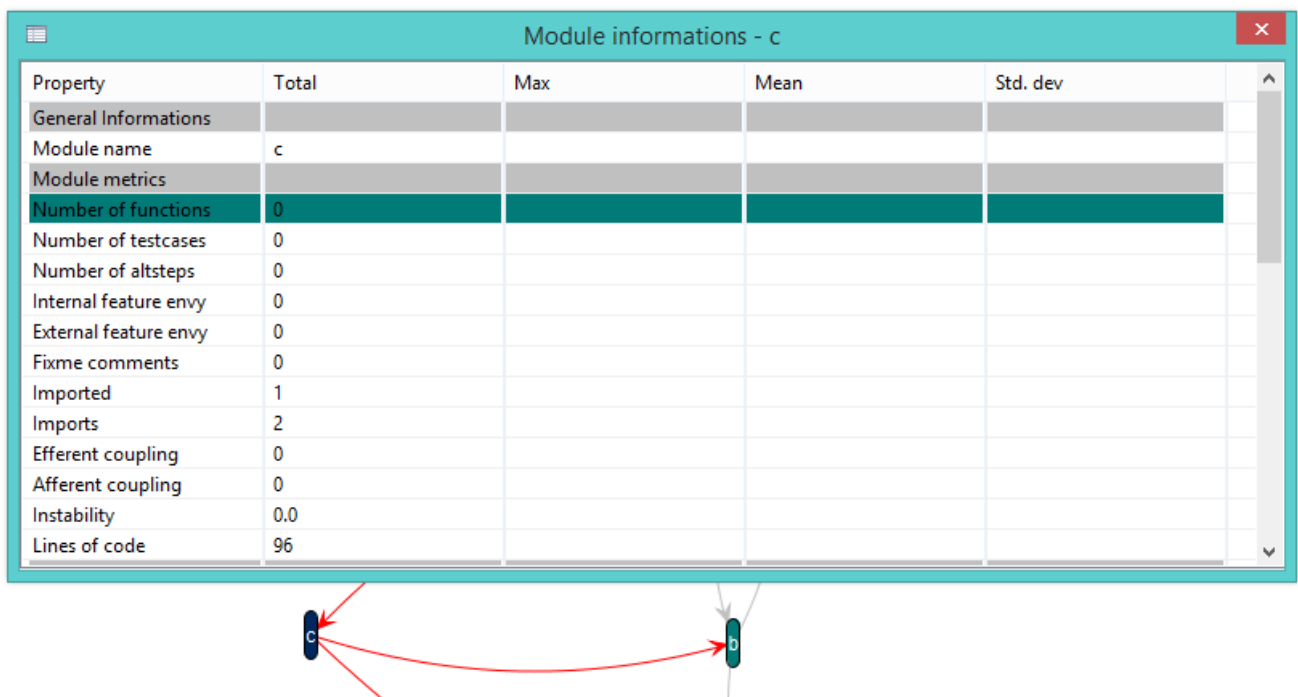 Module informations - c
Property Total Max Mean Std. dev
General Informations
Module name c
Module metrics
Number of functions 0
Number of testcases 0
Number of altsteps 0
Internal feature envy 0
External feature envy 0
Fixme comments 0
Imported 1
Imports 2
Efferent coupling 0
Afferent coupling 0
Instability 0.0
Lines of code 96
c b